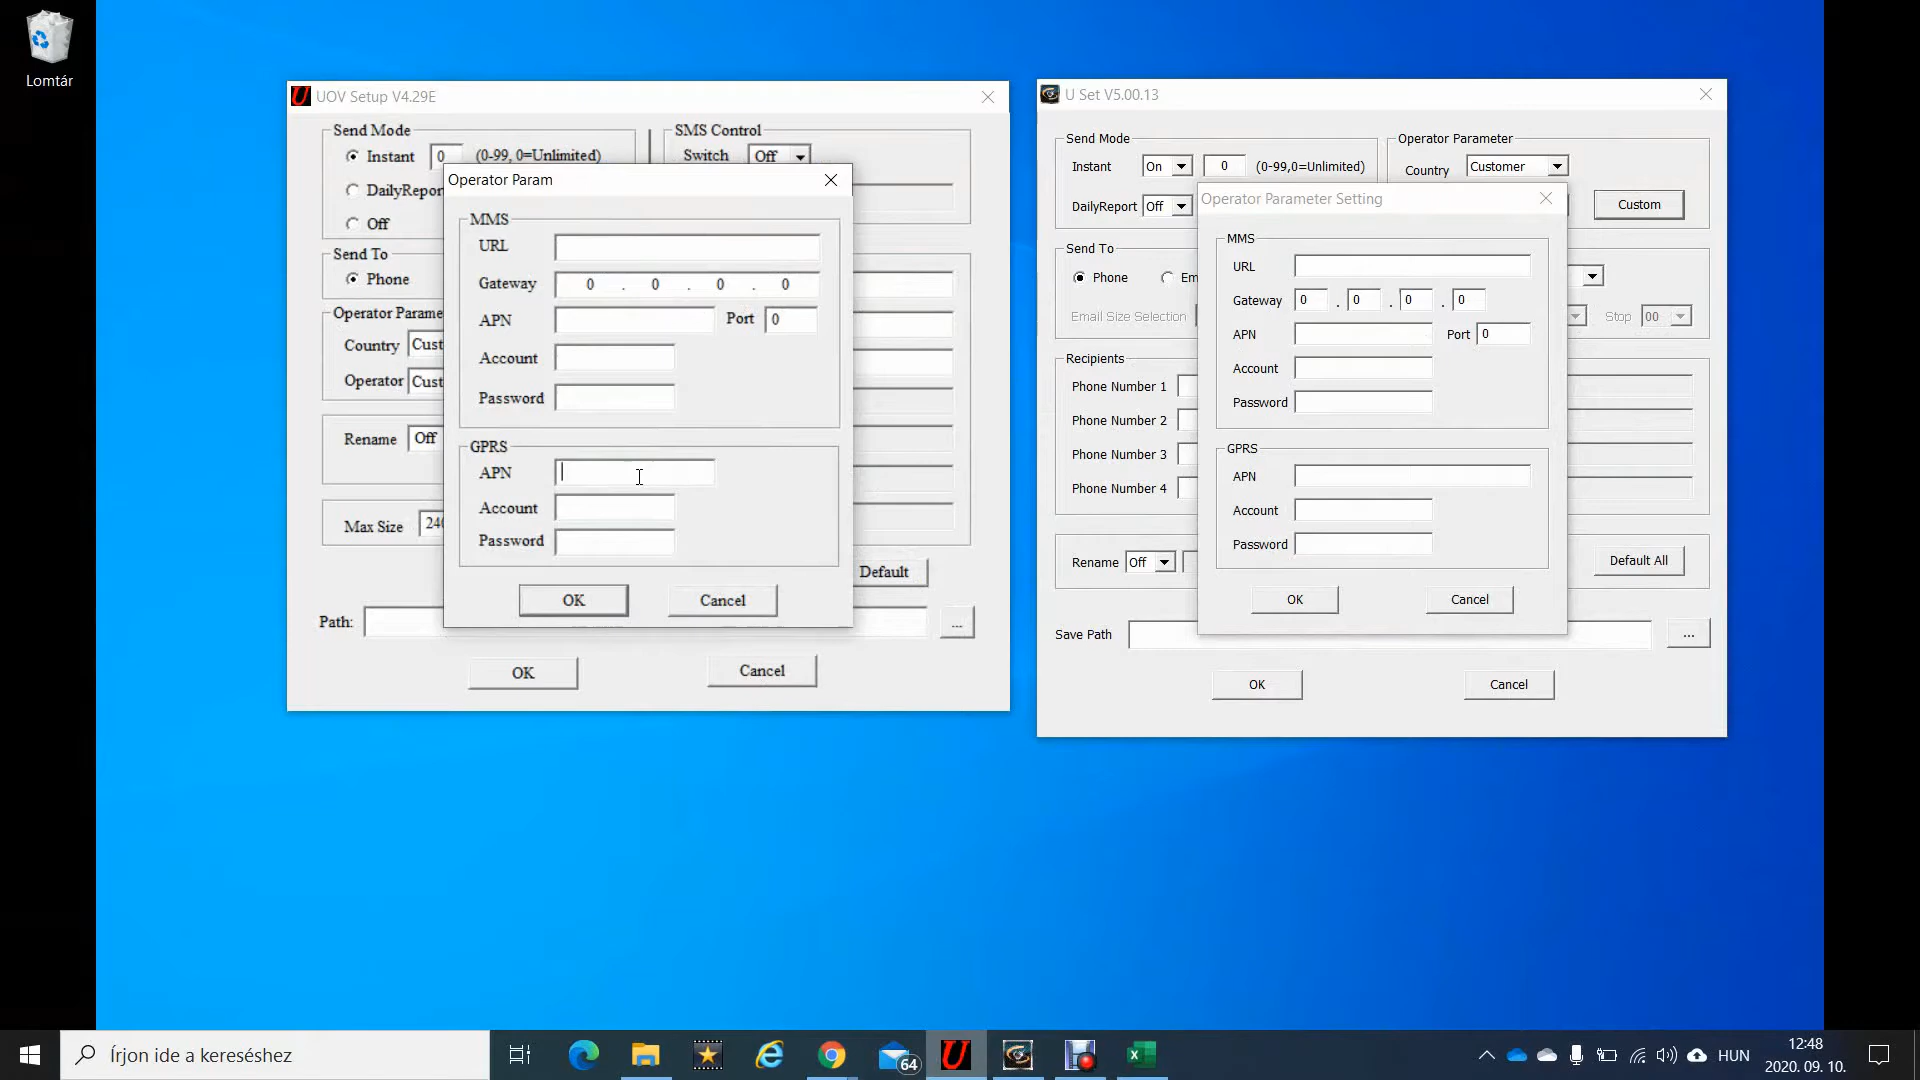 Lomtár
UOV Setup V4.29E
Send Mode
Instant 0 (0-99, 0=Unlimited)
DailyRepor
Off
SMS Control
Switch Off
Send To
Phone
Operator Parame
Country Cust
Operator Cust
Rename Off
Max Size 240
Default
Path:
...
OK
Cancel
Operator Param
MMS
URL
Gateway 0 . 0 . 0 . 0
APN
Port 0
Account
Password
GPRS
APN
Account
Password
OK
Cancel
U Set V5.00.13
Send Mode
Instant On 0 (0-99,0=Unlimited)
DailyReport Off
Operator Parameter
Country Customer
Custom
Send To
Phone
Em
Email Size Selection
Stop 00
Recipients
Phone Number 1
Phone Number 2
Phone Number 3
Phone Number 4
Rename Off
Default All
Save Path
...
OK
Cancel
Operator Parameter Setting
MMS
URL
Gateway 0 . 0 . 0 . 0
APN
Port 0
Account
Password
GPRS
APN
Account
Password
OK
Cancel
Írjon ide a kereséshez
64
HUN
12:48
2020. 09. 10.